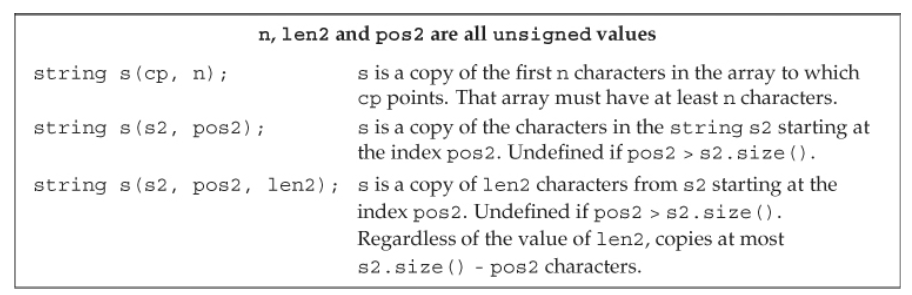 n, len2 and pos2 are all unsigned values
string s(cp, n); s is a copy of the first n characters in the array to which
cp points. That array must have at least n characters.
string s(s2, pos2); s is a copy of the characters in the string s2 starting at
the index pos2. Undefined if pos2 > s2.size().
string s(s2, pos2, len2); s is a copy of len2 characters from s2 starting at the
index pos2. Undefined if pos2 > s2.size().
Regardless of the value of len2, copies at most
s2.size() - pos2 characters.